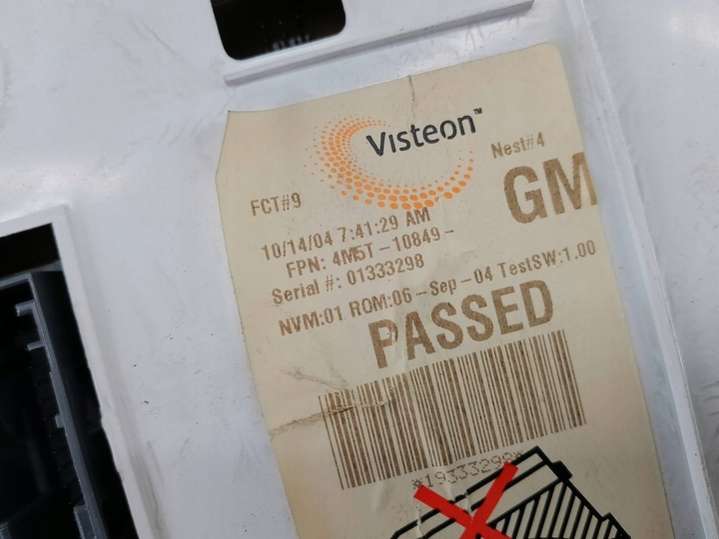 Visteon™
Nest#4
FCT#9
GM
10/14/04 7:41:29 AM
FPN: 4M5T-10849-
Serial #: 01333298
NVM:01 ROM:06-Sep-04 TestSW:1.00
PASSED